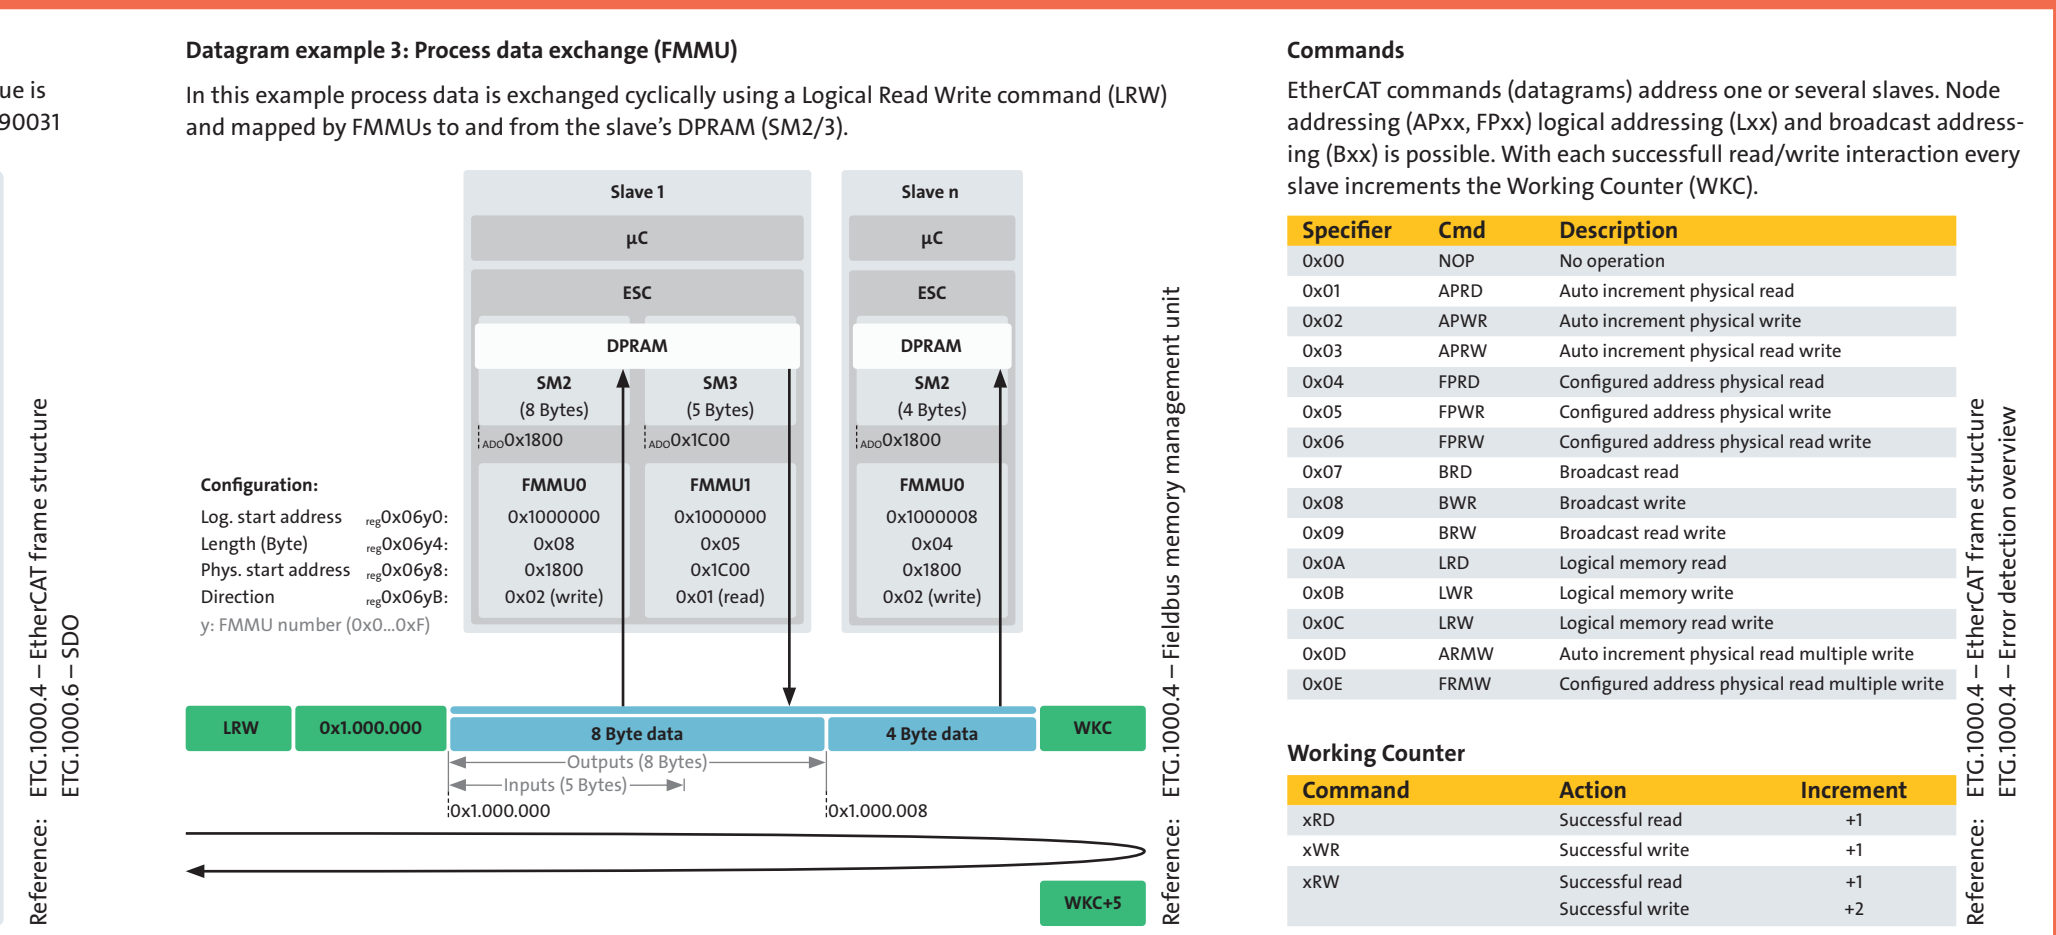 ue is
90031
Reference: ETG.1000.4 – EtherCAT frame structure
ETG.1000.6 – SDO
Datagram example 3: Process data exchange (FMMU)
In this example process data is exchanged cyclically using a Logical Read Write command (LRW)
and mapped by FMMUs to and from the slave's DPRAM (SM2/3).
Slave 1
Slave n
µC
µC
ESC
ESC
DPRAM
DPRAM
SM2
SM3
SM2
(8 Bytes)
(5 Bytes)
(4 Bytes)
ADO0x1800
ADO0x1C00
ADO0x1800
Configuration:
FMMU0
FMMU1
FMMU0
Log. start address reg0x06y0: 0x1000000 0x1000000 0x1000008
Length (Byte) reg0x06y4: 0x08 0x05 0x04
Phys. start address reg0x06y8: 0x1800 0x1C00 0x1800
Direction reg0x06yB: 0x02 (write) 0x01 (read) 0x02 (write)
y: FMMU number (0x0...0xF)
LRW
0x1.000.000
8 Byte data
4 Byte data
WKC
Outputs (8 Bytes)
Inputs (5 Bytes)
0x1.000.000
0x1.000.008
WKC+5
Reference: ETG.1000.4 – Fieldbus memory management unit
Commands
EtherCAT commands (datagrams) address one or several slaves. Node
addressing (APxx, FPxx) logical addressing (Lxx) and broadcast address-
ing (Bxx) is possible. With each successfull read/write interaction every
slave increments the Working Counter (WKC).
Specifier Cmd Description
0x00 NOP No operation
0x01 APRD Auto increment physical read
0x02 APWR Auto increment physical write
0x03 APRW Auto increment physical read write
0x04 FPRD Configured address physical read
0x05 FPWR Configured address physical write
0x06 FPRW Configured address physical read write
0x07 BRD Broadcast read
0x08 BWR Broadcast write
0x09 BRW Broadcast read write
0x0A LRD Logical memory read
0x0B LWR Logical memory write
0x0C LRW Logical memory read write
0x0D ARMW Auto increment physical read multiple write
0x0E FRMW Configured address physical read multiple write
Working Counter
Command Action Increment
xRD Successful read +1
xWR Successful write +1
xRW Successful read +1
Successful write +2
Reference: ETG.1000.4 – EtherCAT frame structure
ETG.1000.4 – Error detection overview